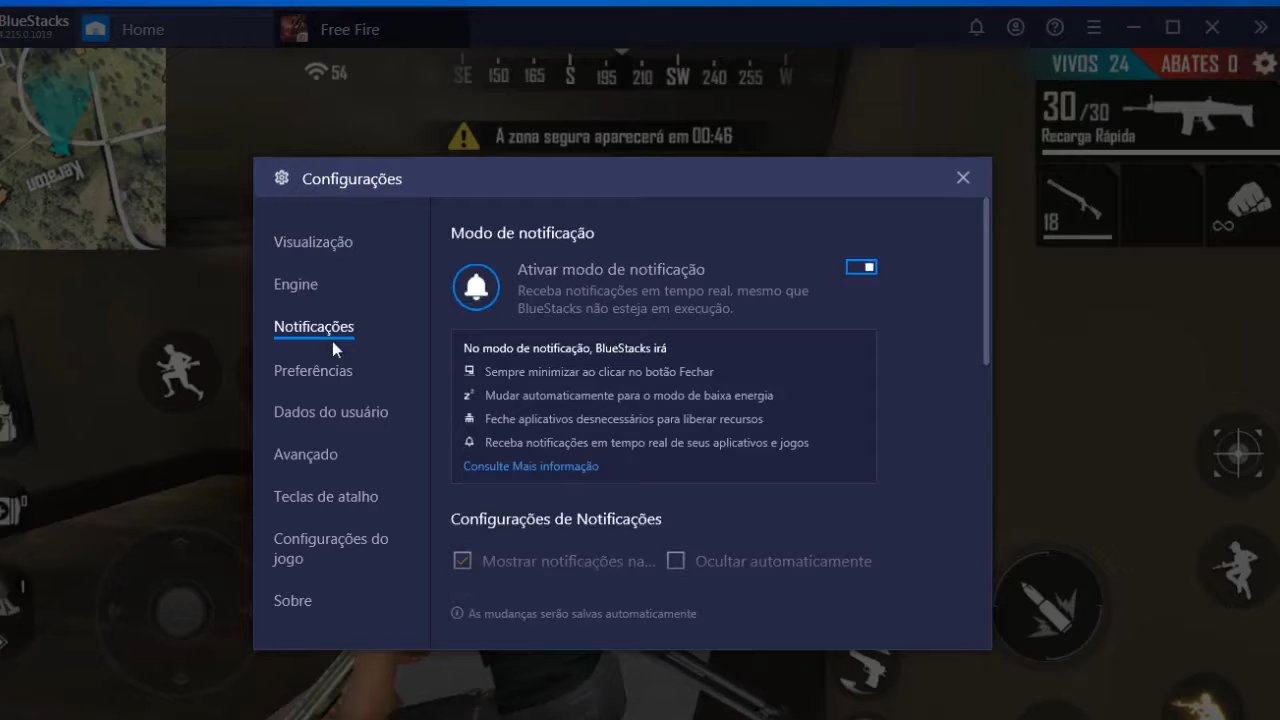 BlueStacks
4.215.0.1019
Home
Free Fire
54
SE 150 165 S 195 210 SW 240 255 W
VIVOS 24
ABATES 0
30/30
Recarga Rápida
A zona segura aparecerá em 00:46
Keraton
18
∞
Configurações
Visualização
Engine
Notificações
Preferências
Dados do usuário
Avançado
Teclas de atalho
Configurações do
jogo
Sobre
Modo de notificação
Ativar modo de notificação
Receba notificações em tempo real, mesmo que
BlueStacks não esteja em execução.
No modo de notificação, BlueStacks irá
Sempre minimizar ao clicar no botão Fechar
Mudar automaticamente para o modo de baixa energia
Feche aplicativos desnecessários para liberar recursos
Receba notificações em tempo real de seus aplicativos e jogos
Consulte Mais informação
Configurações de Notificações
Mostrar notificações na...
Ocultar automaticamente
As mudanças serão salvas automaticamente